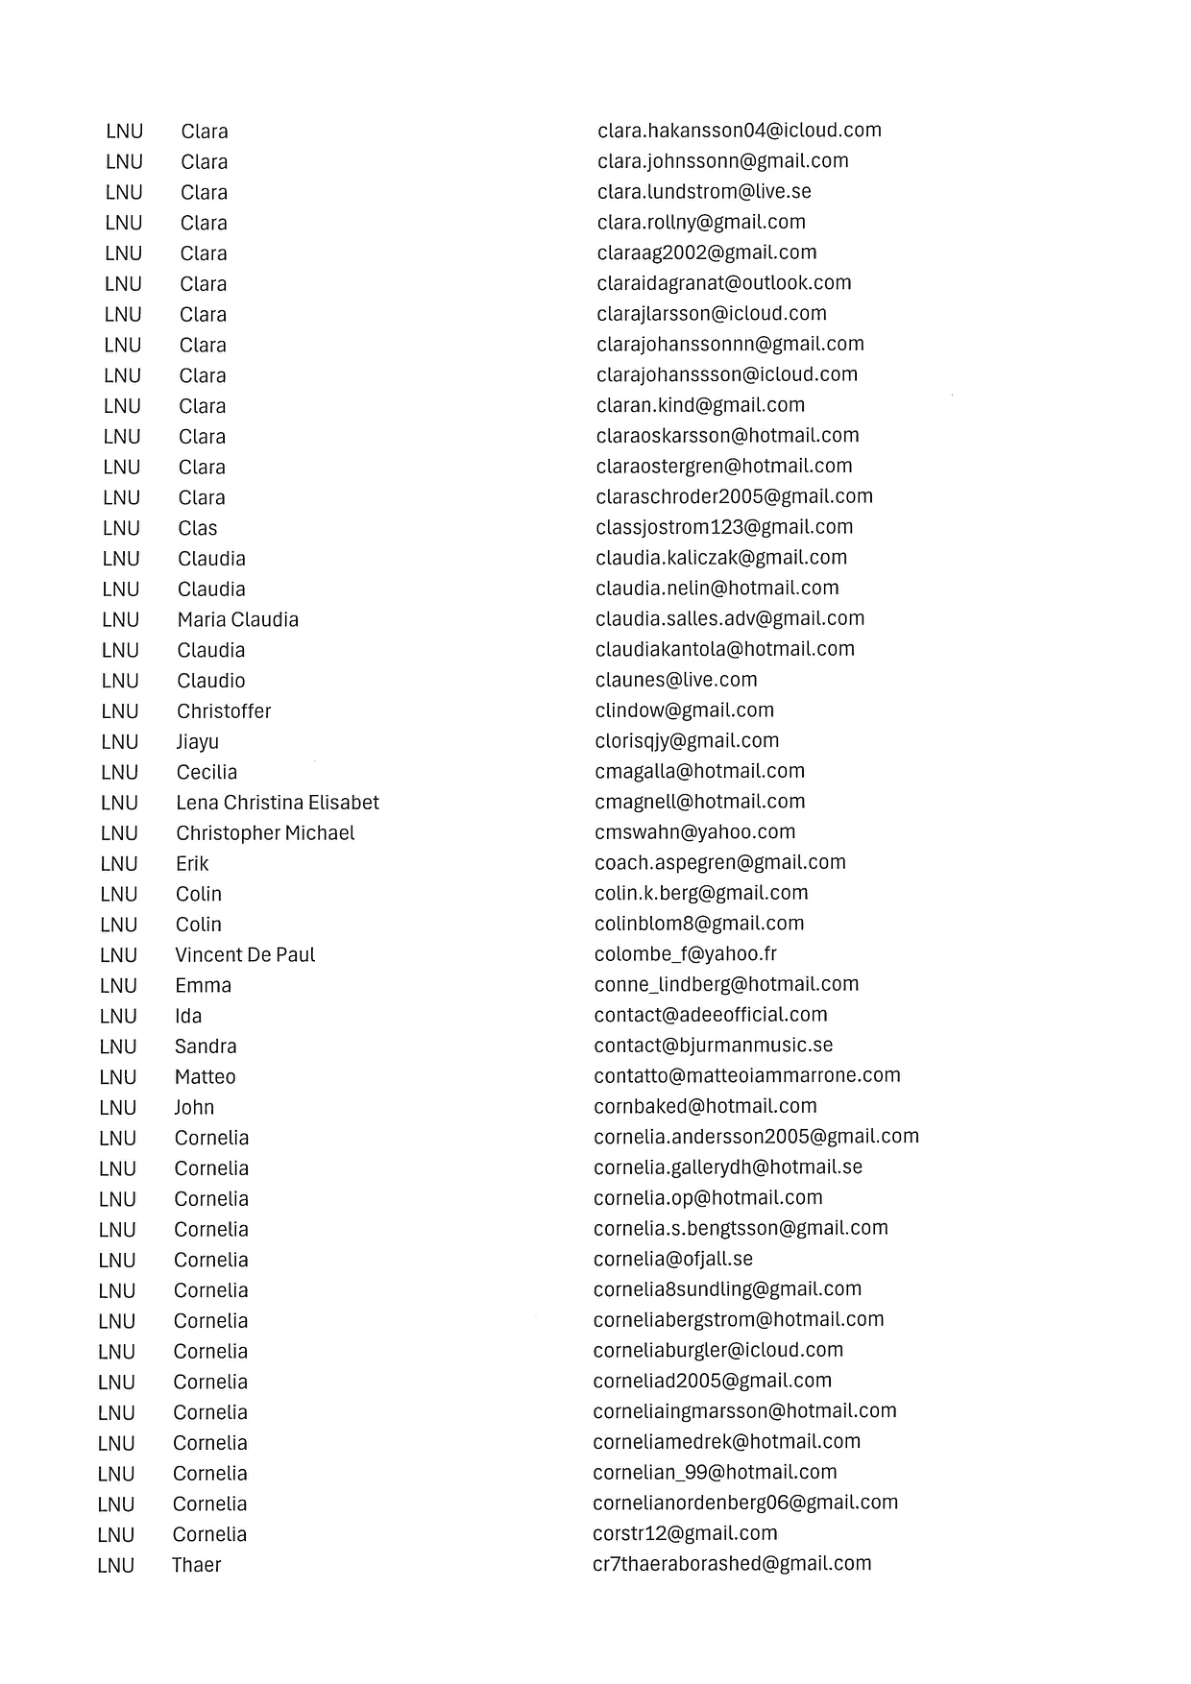 LNU Clara clara.hakansson04@icloud.com
LNU Clara clara.johnssonn@gmail.com
LNU Clara clara.lundstrom@live.se
LNU Clara clara.rollny@gmail.com
LNU Clara claraag2002@gmail.com
LNU Clara claraidagranat@outlook.com
LNU Clara clarajlarsson@icloud.com
LNU Clara clarajohanssonnn@gmail.com
LNU Clara clarajohanssson@icloud.com
LNU Clara claran.kind@gmail.com
LNU Clara claraoskarsson@hotmail.com
LNU Clara claraostergren@hotmail.com
LNU Clara claraschroder2005@gmail.com
LNU Clas classjostrom123@gmail.com
LNU Claudia claudia.kaliczak@gmail.com
LNU Claudia claudia.nelin@hotmail.com
LNU Maria Claudia claudia.salles.adv@gmail.com
LNU Claudia claudiakantola@hotmail.com
LNU Claudio claunes@live.com
LNU Christoffer clindow@gmail.com
LNU Jiayu clorisqjy@gmail.com
LNU Cecilia cmagalla@hotmail.com
LNU Lena Christina Elisabet cmagnell@hotmail.com
LNU Christopher Michael cmswahn@yahoo.com
LNU Erik coach.aspegren@gmail.com
LNU Colin colin.k.berg@gmail.com
LNU Colin colinblom8@gmail.com
LNU Vincent De Paul colombe_f@yahoo.fr
LNU Emma conne_lindberg@hotmail.com
LNU Ida contact@adeeofficial.com
LNU Sandra contact@bjurmanmusic.se
LNU Matteo contatto@matteoiammarrone.com
LNU John cornbaked@hotmail.com
LNU Cornelia cornelia.andersson2005@gmail.com
LNU Cornelia cornelia.gallerydh@hotmail.se
LNU Cornelia cornelia.op@hotmail.com
LNU Cornelia cornelia.s.bengtsson@gmail.com
LNU Cornelia cornelia@ofjall.se
LNU Cornelia cornelia8sundling@gmail.com
LNU Cornelia corneliabergstrom@hotmail.com
LNU Cornelia corneliaburgler@icloud.com
LNU Cornelia corneliad2005@gmail.com
LNU Cornelia corneliaingmarsson@hotmail.com
LNU Cornelia corneliamedrek@hotmail.com
LNU Cornelia cornelian_99@hotmail.com
LNU Cornelia cornelianordenberg06@gmail.com
LNU Cornelia corstr12@gmail.com
LNU Thaer cr7thaeraborashed@gmail.com